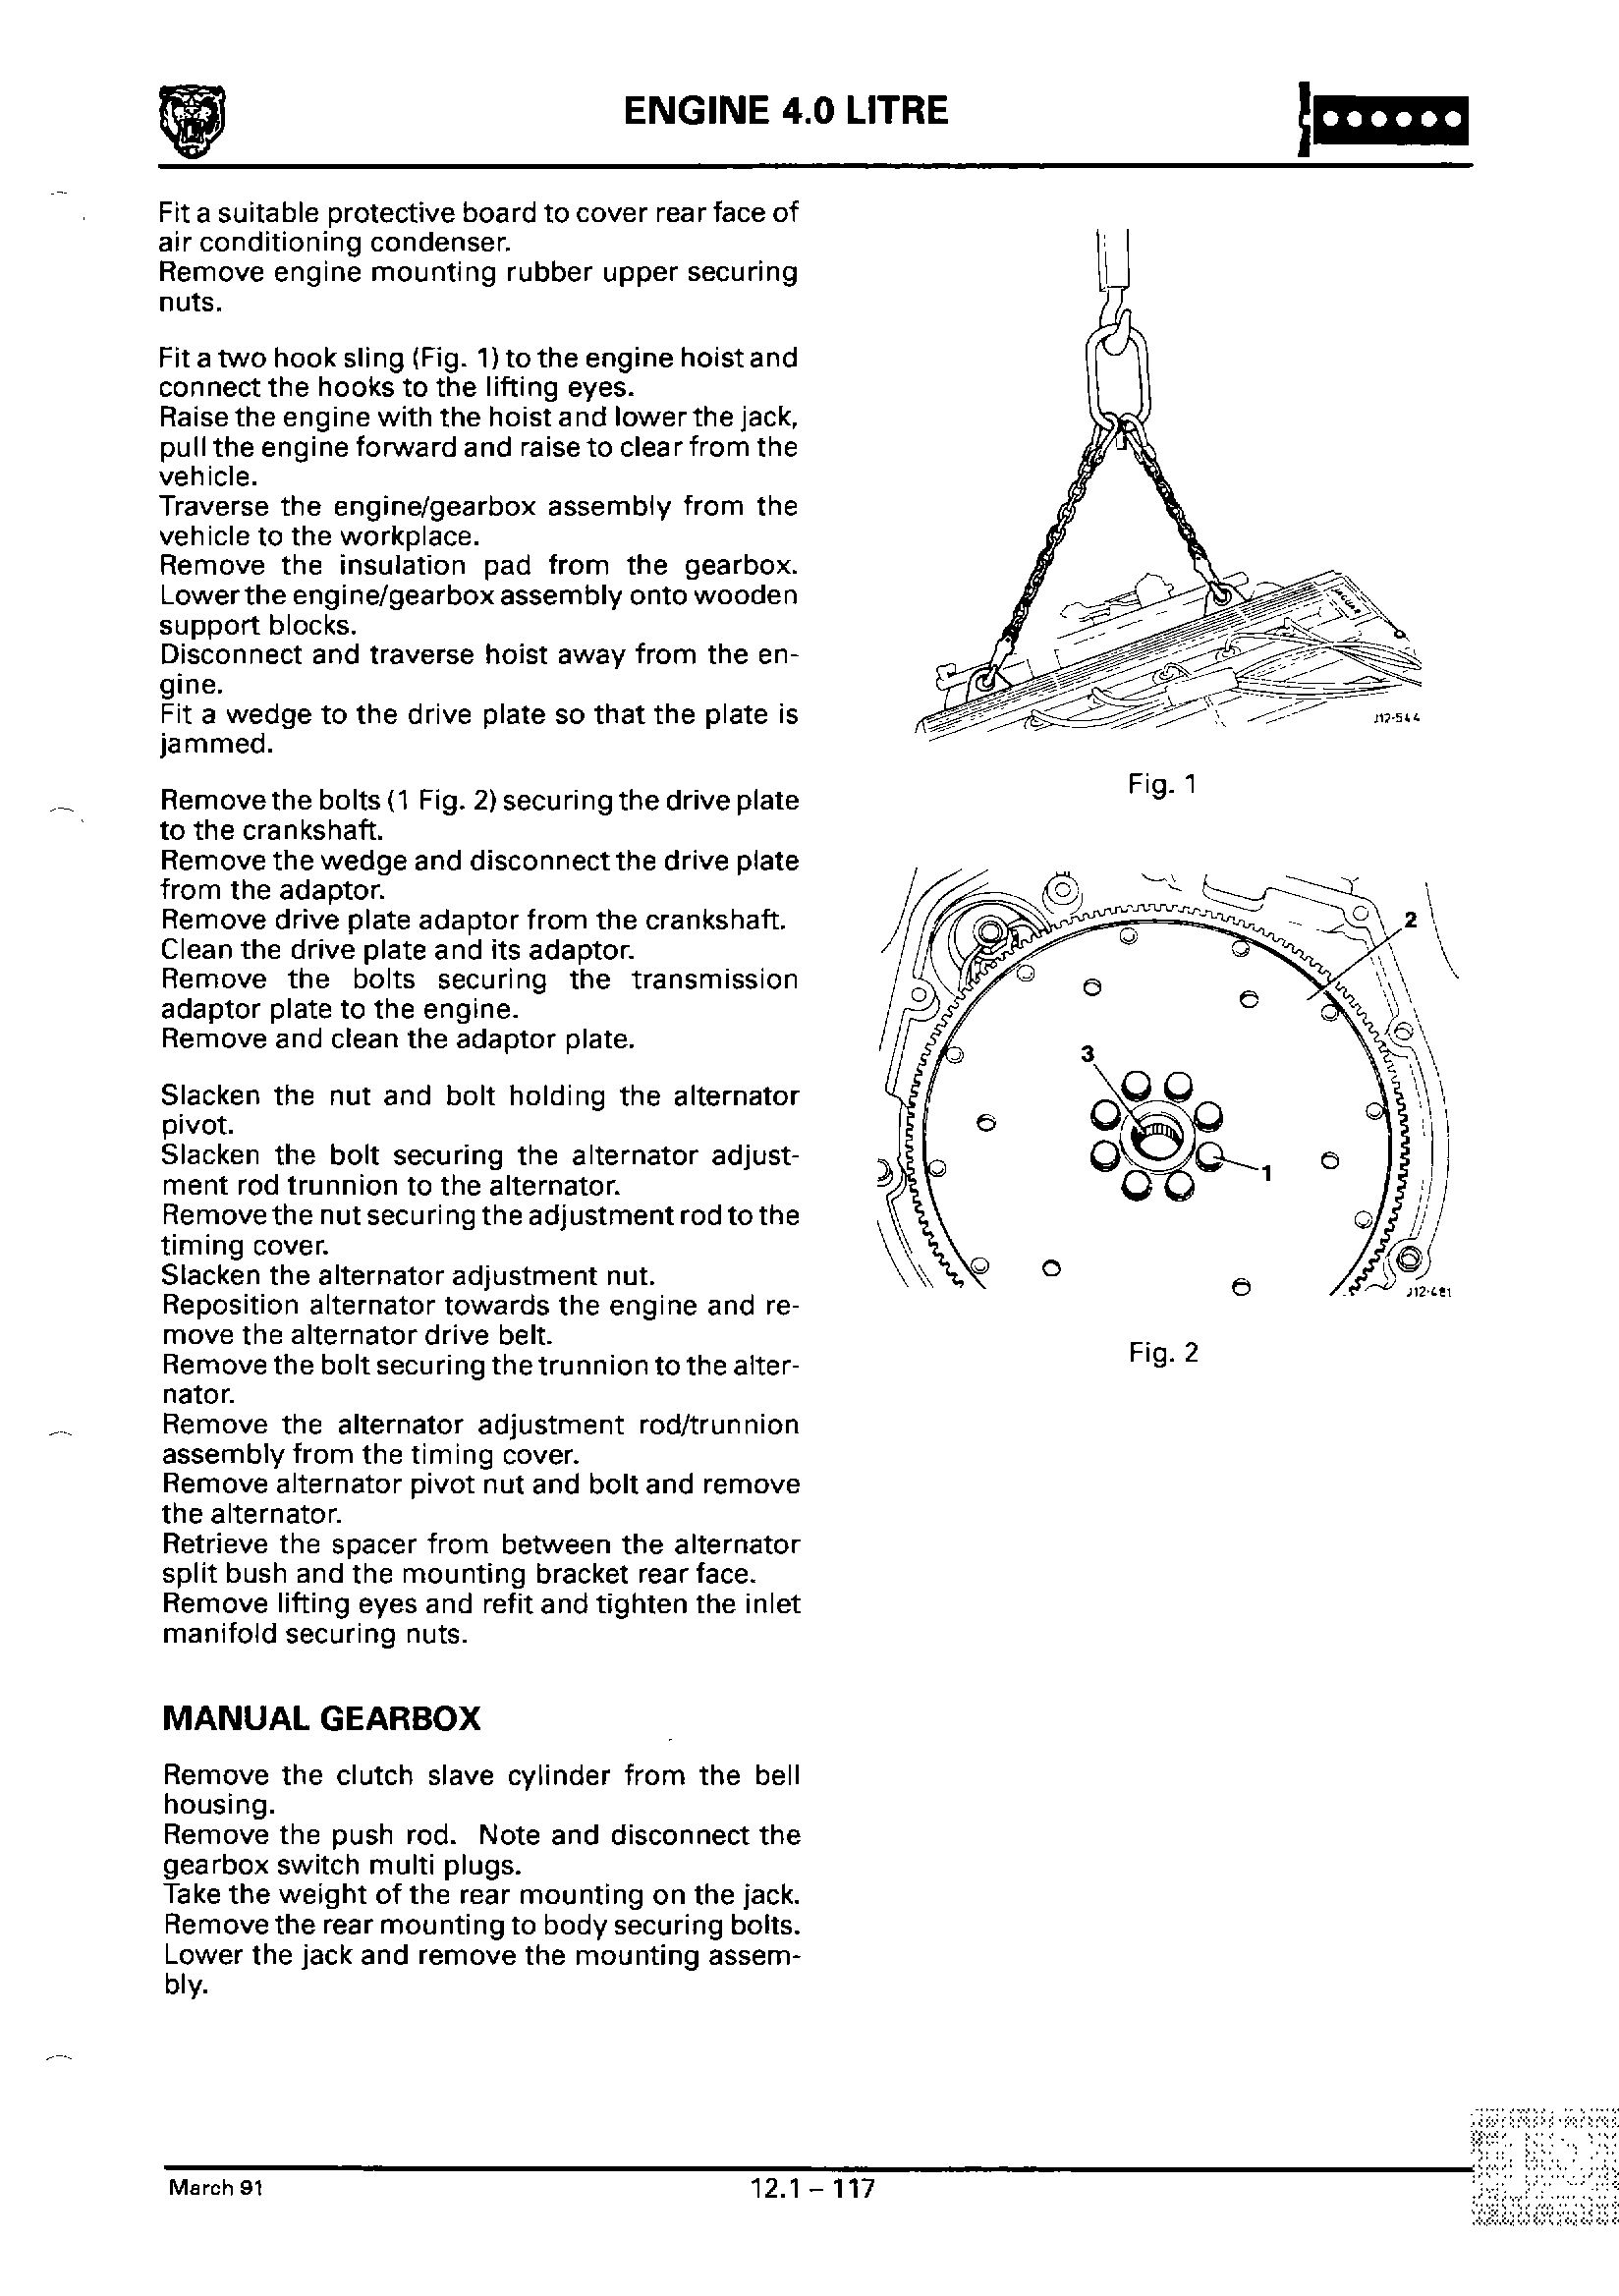 ENGINE 4.0 LITRE
Fit a suitable protective board to cover rear face of
air conditioning condenser.
Remove engine mounting rubber upper securing
nuts.
Fit a two hook sling (Fig. 1) to the engine hoist and
connect the hooks to the lifting eyes.
Raise the engine with the hoist and lower the jack,
pull the engine forward and raise to clear from the
vehicle.
Traverse the engine/gearbox assembly from the
vehicle to the workplace.
Remove the insulation pad from the gearbox.
Lower the engine/gearbox assembly onto wooden
support blocks.
Disconnect and traverse hoist away from the en-
gine.
Fit a wedge to the drive plate so that the plate is
jammed.
Remove the bolts (1 Fig. 2) securing the drive plate
to the crankshaft.
Remove the wedge and disconnect the drive plate
from the adaptor.
Remove drive plate adaptor from the crankshaft.
Clean the drive plate and its adaptor.
Remove the bolts securing the transmission
adaptor plate to the engine.
Remove and clean the adaptor plate.
Slacken the nut and bolt holding the alternator
pivot.
Slacken the bolt securing the alternator adjust-
ment rod trunnion to the alternator.
Remove the nut securing the adjustment rod to the
timing cover.
Slacken the alternator adjustment nut.
Reposition alternator towards the engine and re-
move the alternator drive belt.
Remove the bolt securing the trunnion to the alter-
nator.
Remove the alternator adjustment rod/trunnion
assembly from the timing cover.
Remove alternator pivot nut and bolt and remove
the alternator.
Retrieve the spacer from between the alternator
split bush and the mounting bracket rear face.
Remove lifting eyes and refit and tighten the inlet
manifold securing nuts.
MANUAL GEARBOX
Remove the clutch slave cylinder from the bell
housing.
Remove the push rod. Note and disconnect the
gearbox switch multi plugs.
Take the weight of the rear mounting on the jack.
Remove the rear mounting to body securing bolts.
Lower the jack and remove the mounting assem-
bly.
JAGUAR
J12-544
Fig. 1
2
3
1
J12-481
Fig. 2
March 91
12.1 – 117